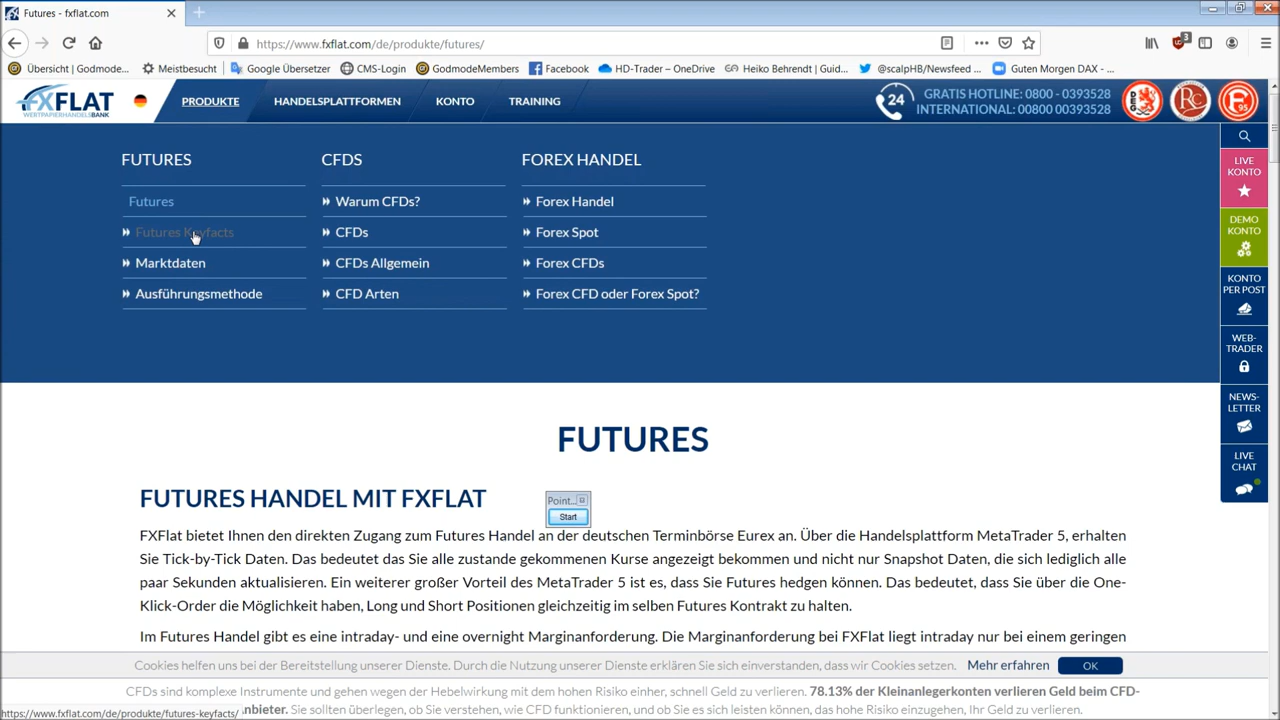 Futures - fxflat.com
https://www.fxflat.com/de/produkte/futures/
Übersicht | Godmode...
Meistbesucht
Google Übersetzer
CMS-Login
GodmodeMembers
Facebook
HD-Trader – OneDrive
Heiko Behrendt | Guid...
@scalpHB/Newsfeed ...
Guten Morgen DAX - ...
3
FXFLAT
WERTPAPIERHANDELSBANK
PRODUKTE
HANDELSPLATTFORMEN
KONTO
TRAINING
24
GRATIS HOTLINE: 0800 - 0393528
INTERNATIONAL: 00800 00393528
FUTURES
Futures
Futures Keyfacts
Marktdaten
Ausführungsmethode
CFDS
Warum CFDs?
CFDs
CFDs Allgemein
CFD Arten
FOREX HANDEL
Forex Handel
Forex Spot
Forex CFDs
Forex CFD oder Forex Spot?
LIVE
KONTO
DEMO
KONTO
KONTO
PER POST
WEB-
TRADER
NEWS-
LETTER
LIVE
CHAT
FUTURES
FUTURES HANDEL MIT FXFLAT
Point...
Start
FXFlat bietet Ihnen den direkten Zugang zum Futures Handel an der deutschen Terminbörse Eurex an. Über die Handelsplattform MetaTrader 5, erhalten
Sie Tick-by-Tick Daten. Das bedeutet das Sie alle zustande gekommenen Kurse angezeigt bekommen und nicht nur Snapshot Daten, die sich lediglich alle
paar Sekunden aktualisieren. Ein weiterer großer Vorteil des MetaTrader 5 ist es, dass Sie Futures hedgen können. Das bedeutet, dass Sie über die One-
Klick-Order die Möglichkeit haben, Long und Short Positionen gleichzeitig im selben Futures Kontrakt zu halten.
Im Futures Handel gibt es eine intraday- und eine overnight Marginanforderung. Die Marginanforderung bei FXFlat liegt intraday nur bei einem geringen
Cookies helfen uns bei der Bereitstellung unserer Dienste. Durch die Nutzung unserer Dienste erklären Sie sich einverstanden, dass wir Cookies setzen.
Mehr erfahren
OK
CFDs sind komplexe Instrumente und gehen wegen der Hebelwirkung mit dem hohen Risiko einher, schnell Geld zu verlieren. 78.13% der Kleinanlegerkonten verlieren Geld beim CFD-
nbieter. Sie sollten überlegen, ob Sie verstehen, wie CFD funktionieren, und ob Sie es sich leisten können, das hohe Risiko einzugehen, Ihr Geld zu verlieren.
https://www.fxflat.com/de/produkte/futures-keyfacts/